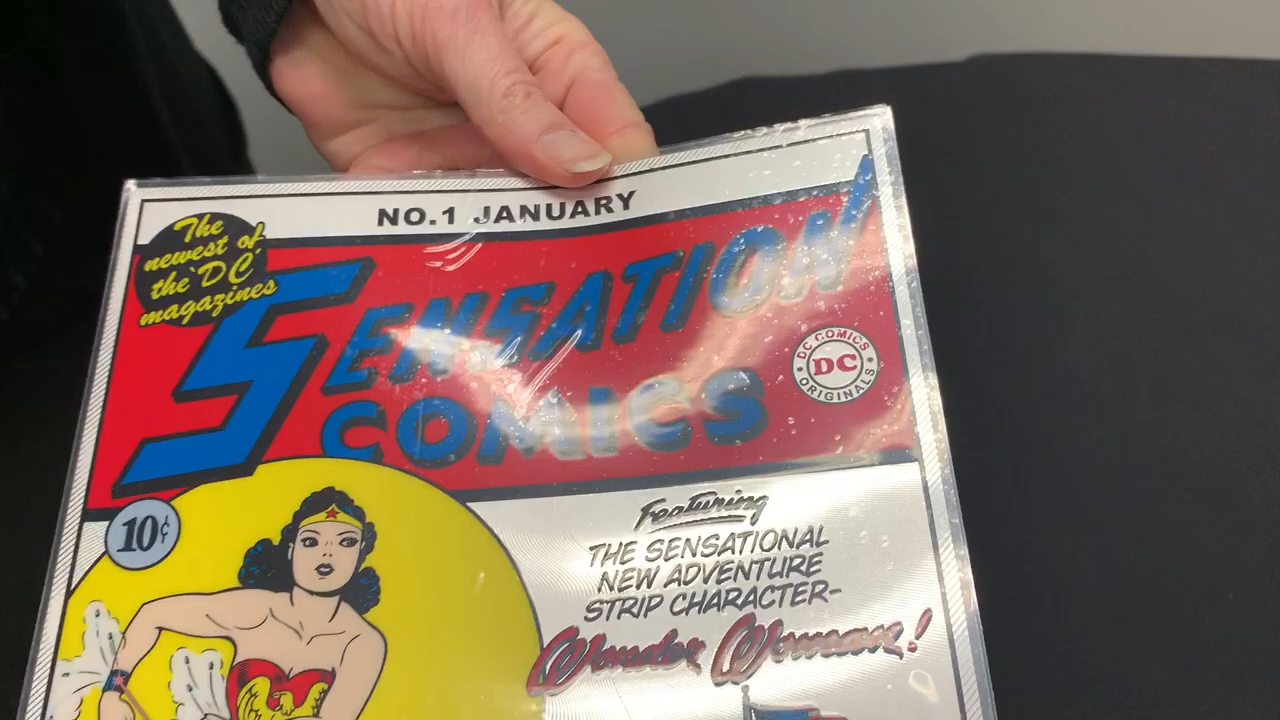 NO.1 JANUARY
The
newest of
the 'DC'
magazines
SENSATION
COMICS
DC COMICS
DC
ORIGINALS
10¢
Featuring
THE SENSATIONAL
NEW ADVENTURE
STRIP CHARACTER-
Wonder Woman!